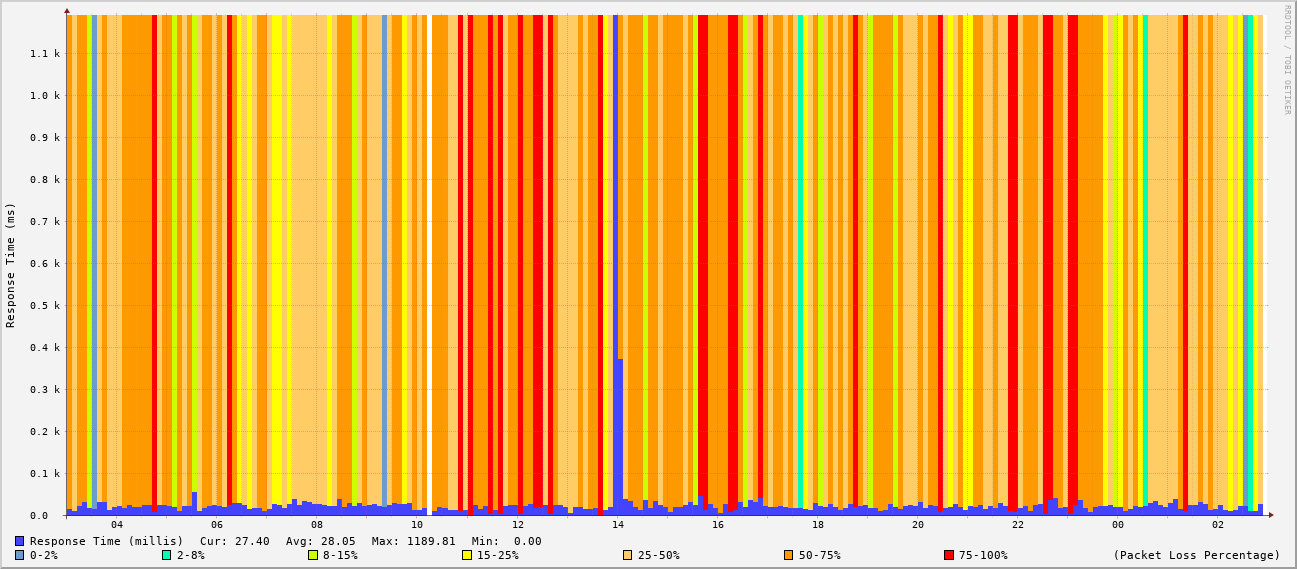 RRDTOOL / TOBI OETIKER
Response Time (ms)
1.1 k
1.0 k
0.9 k
0.8 k
0.7 k
0.6 k
0.5 k
0.4 k
0.3 k
0.2 k
0.1 k
0.0
04 06 08 10 12 14 16 18 20 22 00 02
Response Time (millis) Cur: 27.40 Avg: 28.05 Max: 1189.81 Min: 0.00
0-2% 2-8% 8-15% 15-25% 25-50% 50-75% 75-100% (Packet Loss Percentage)